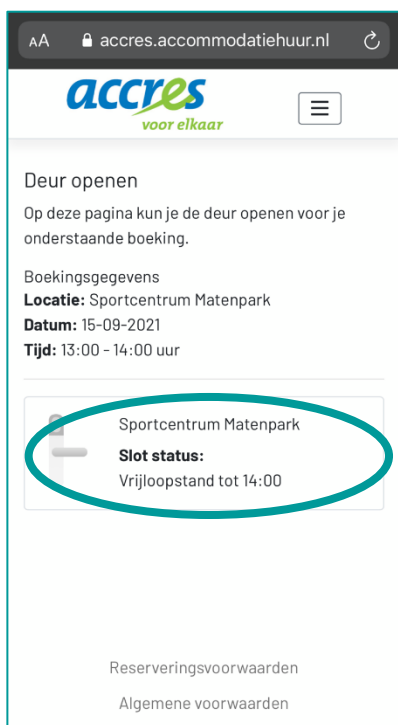 AA accres.accommodatiehuur.nl
accres
voor elkaar
Deur openen
Op deze pagina kun je de deur openen voor je
onderstaande boeking.
Boekingsgegevens
Locatie: Sportcentrum Matenpark
Datum: 15-09-2021
Tijd: 13:00 - 14:00 uur
Sportcentrum Matenpark
Slot status:
Vrijloopstand tot 14:00
Reserveringsvoorwaarden
Algemene voorwaarden